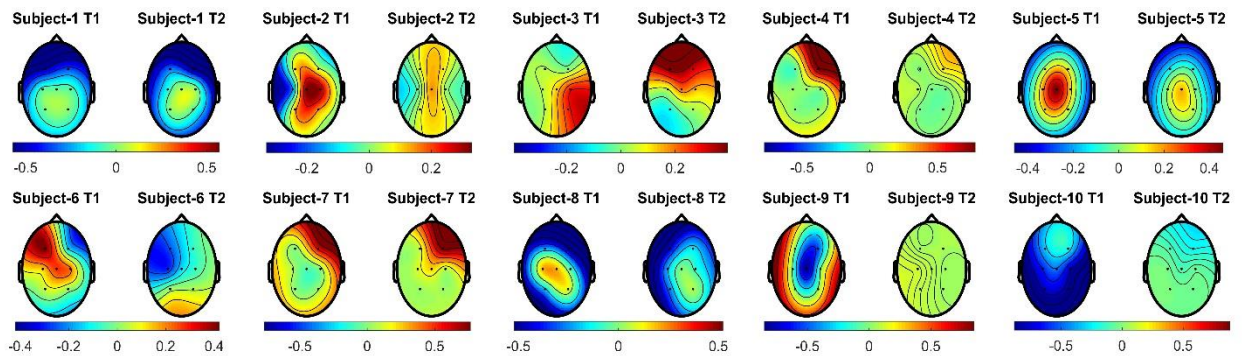 Subject-1 T1 Subject-1 T2 Subject-2 T1 Subject-2 T2 Subject-3 T1 Subject-3 T2 Subject-4 T1 Subject-4 T2 Subject-5 T1 Subject-5 T2
-0.5 0 0.5 -0.2 0 0.2 -0.2 0 0.2 -0.5 0 0.5 -0.4 -0.2 0 0.2 0.4
Subject-6 T1 Subject-6 T2 Subject-7 T1 Subject-7 T2 Subject-8 T1 Subject-8 T2 Subject-9 T1 Subject-9 T2 Subject-10 T1 Subject-10 T2
-0.4 -0.2 0 0.2 0.4 -0.5 0 0.5 -0.5 0 0.5 -0.5 0 0.5 -0.5 0 0.5